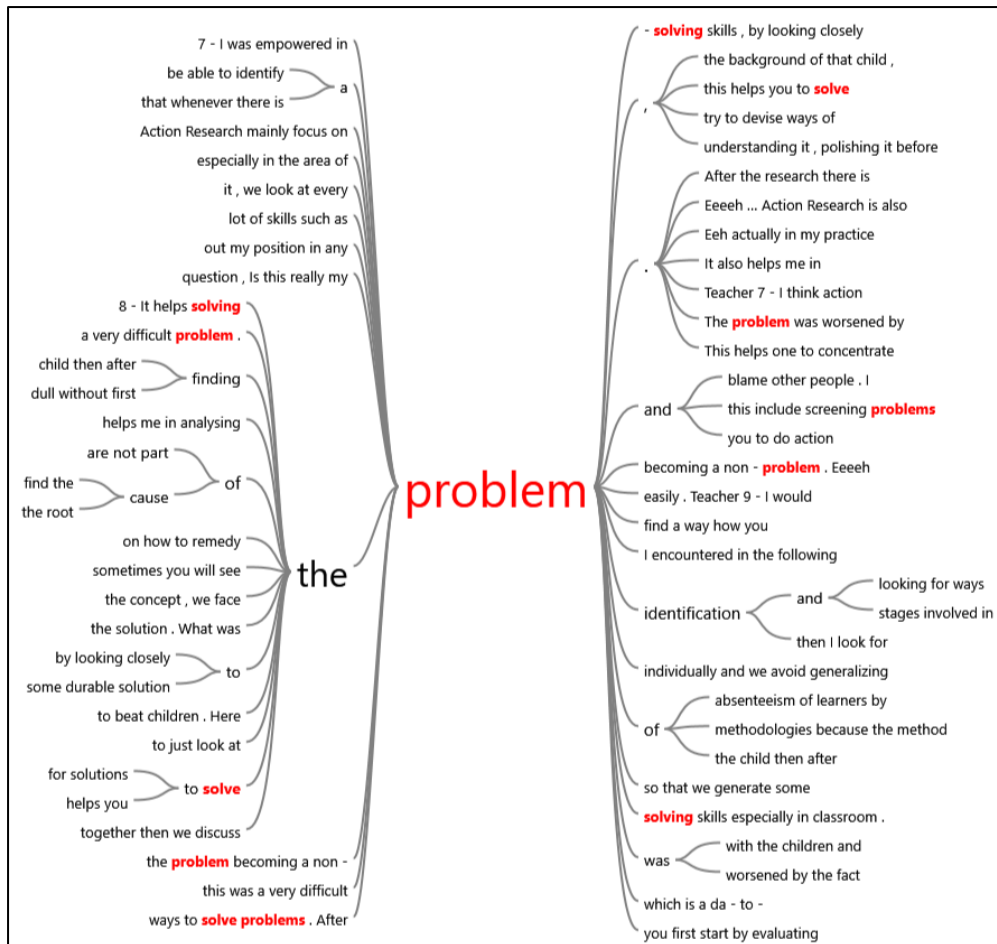 7 - I was empowered in
be able to identify
that whenever there is
a
Action Research mainly focus on
especially in the area of
it , we look at every
lot of skills such as
out my position in any
question , Is this really my
8 - It helps solving
a very difficult problem .
child then after
dull without first
finding
helps me in analysing
are not part
find the
the root
cause
of
on how to remedy
sometimes you will see
the concept , we face
the solution . What was
by looking closely
some durable solution
to
to beat children . Here
to just look at
for solutions
helps you
to solve
together then we discuss
the
the problem becoming a non -
this was a very difficult
ways to solve problems . After
problem
- solving skills , by looking closely
,
the background of that child ,
this helps you to solve
try to devise ways of
understanding it , polishing it before
.
After the research there is
Eeeeh ... Action Research is also
Eeh actually in my practice
It also helps me in
Teacher 7 - I think action
The problem was worsened by
This helps one to concentrate
and
blame other people . I
this include screening problems
you to do action
becoming a non - problem . Eeeeh
easily . Teacher 9 - I would
find a way how you
I encountered in the following
identification
and
looking for ways
stages involved in
then I look for
individually and we avoid generalizing
of
absenteeism of learners by
methodologies because the method
the child then after
so that we generate some
solving skills especially in classroom .
was
with the children and
worsened by the fact
which is a da - to -
you first start by evaluating